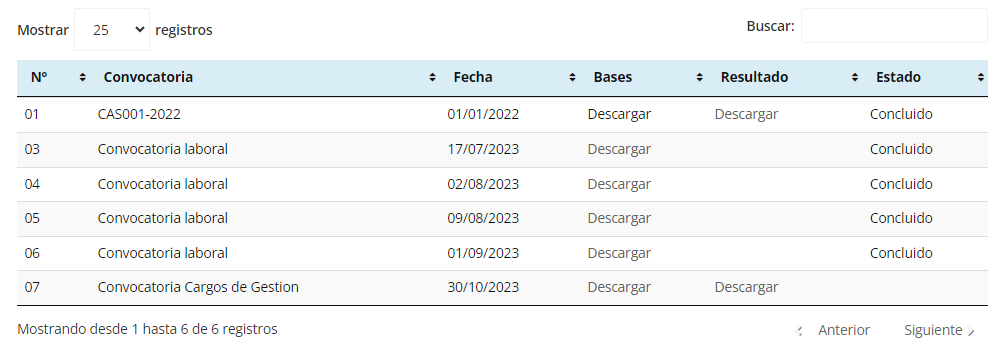 Mostrar 25 registros Buscar:
Nº Convocatoria Fecha Bases Resultado Estado
01 CAS001-2022 01/01/2022 Descargar Descargar Concluido
03 Convocatoria laboral 17/07/2023 Descargar Concluido
04 Convocatoria laboral 02/08/2023 Descargar Concluido
05 Convocatoria laboral 09/08/2023 Descargar Concluido
06 Convocatoria laboral 01/09/2023 Descargar Concluido
07 Convocatoria Cargos de Gestion 30/10/2023 Descargar Descargar
Mostrando desde 1 hasta 6 de 6 registros Anterior Siguiente